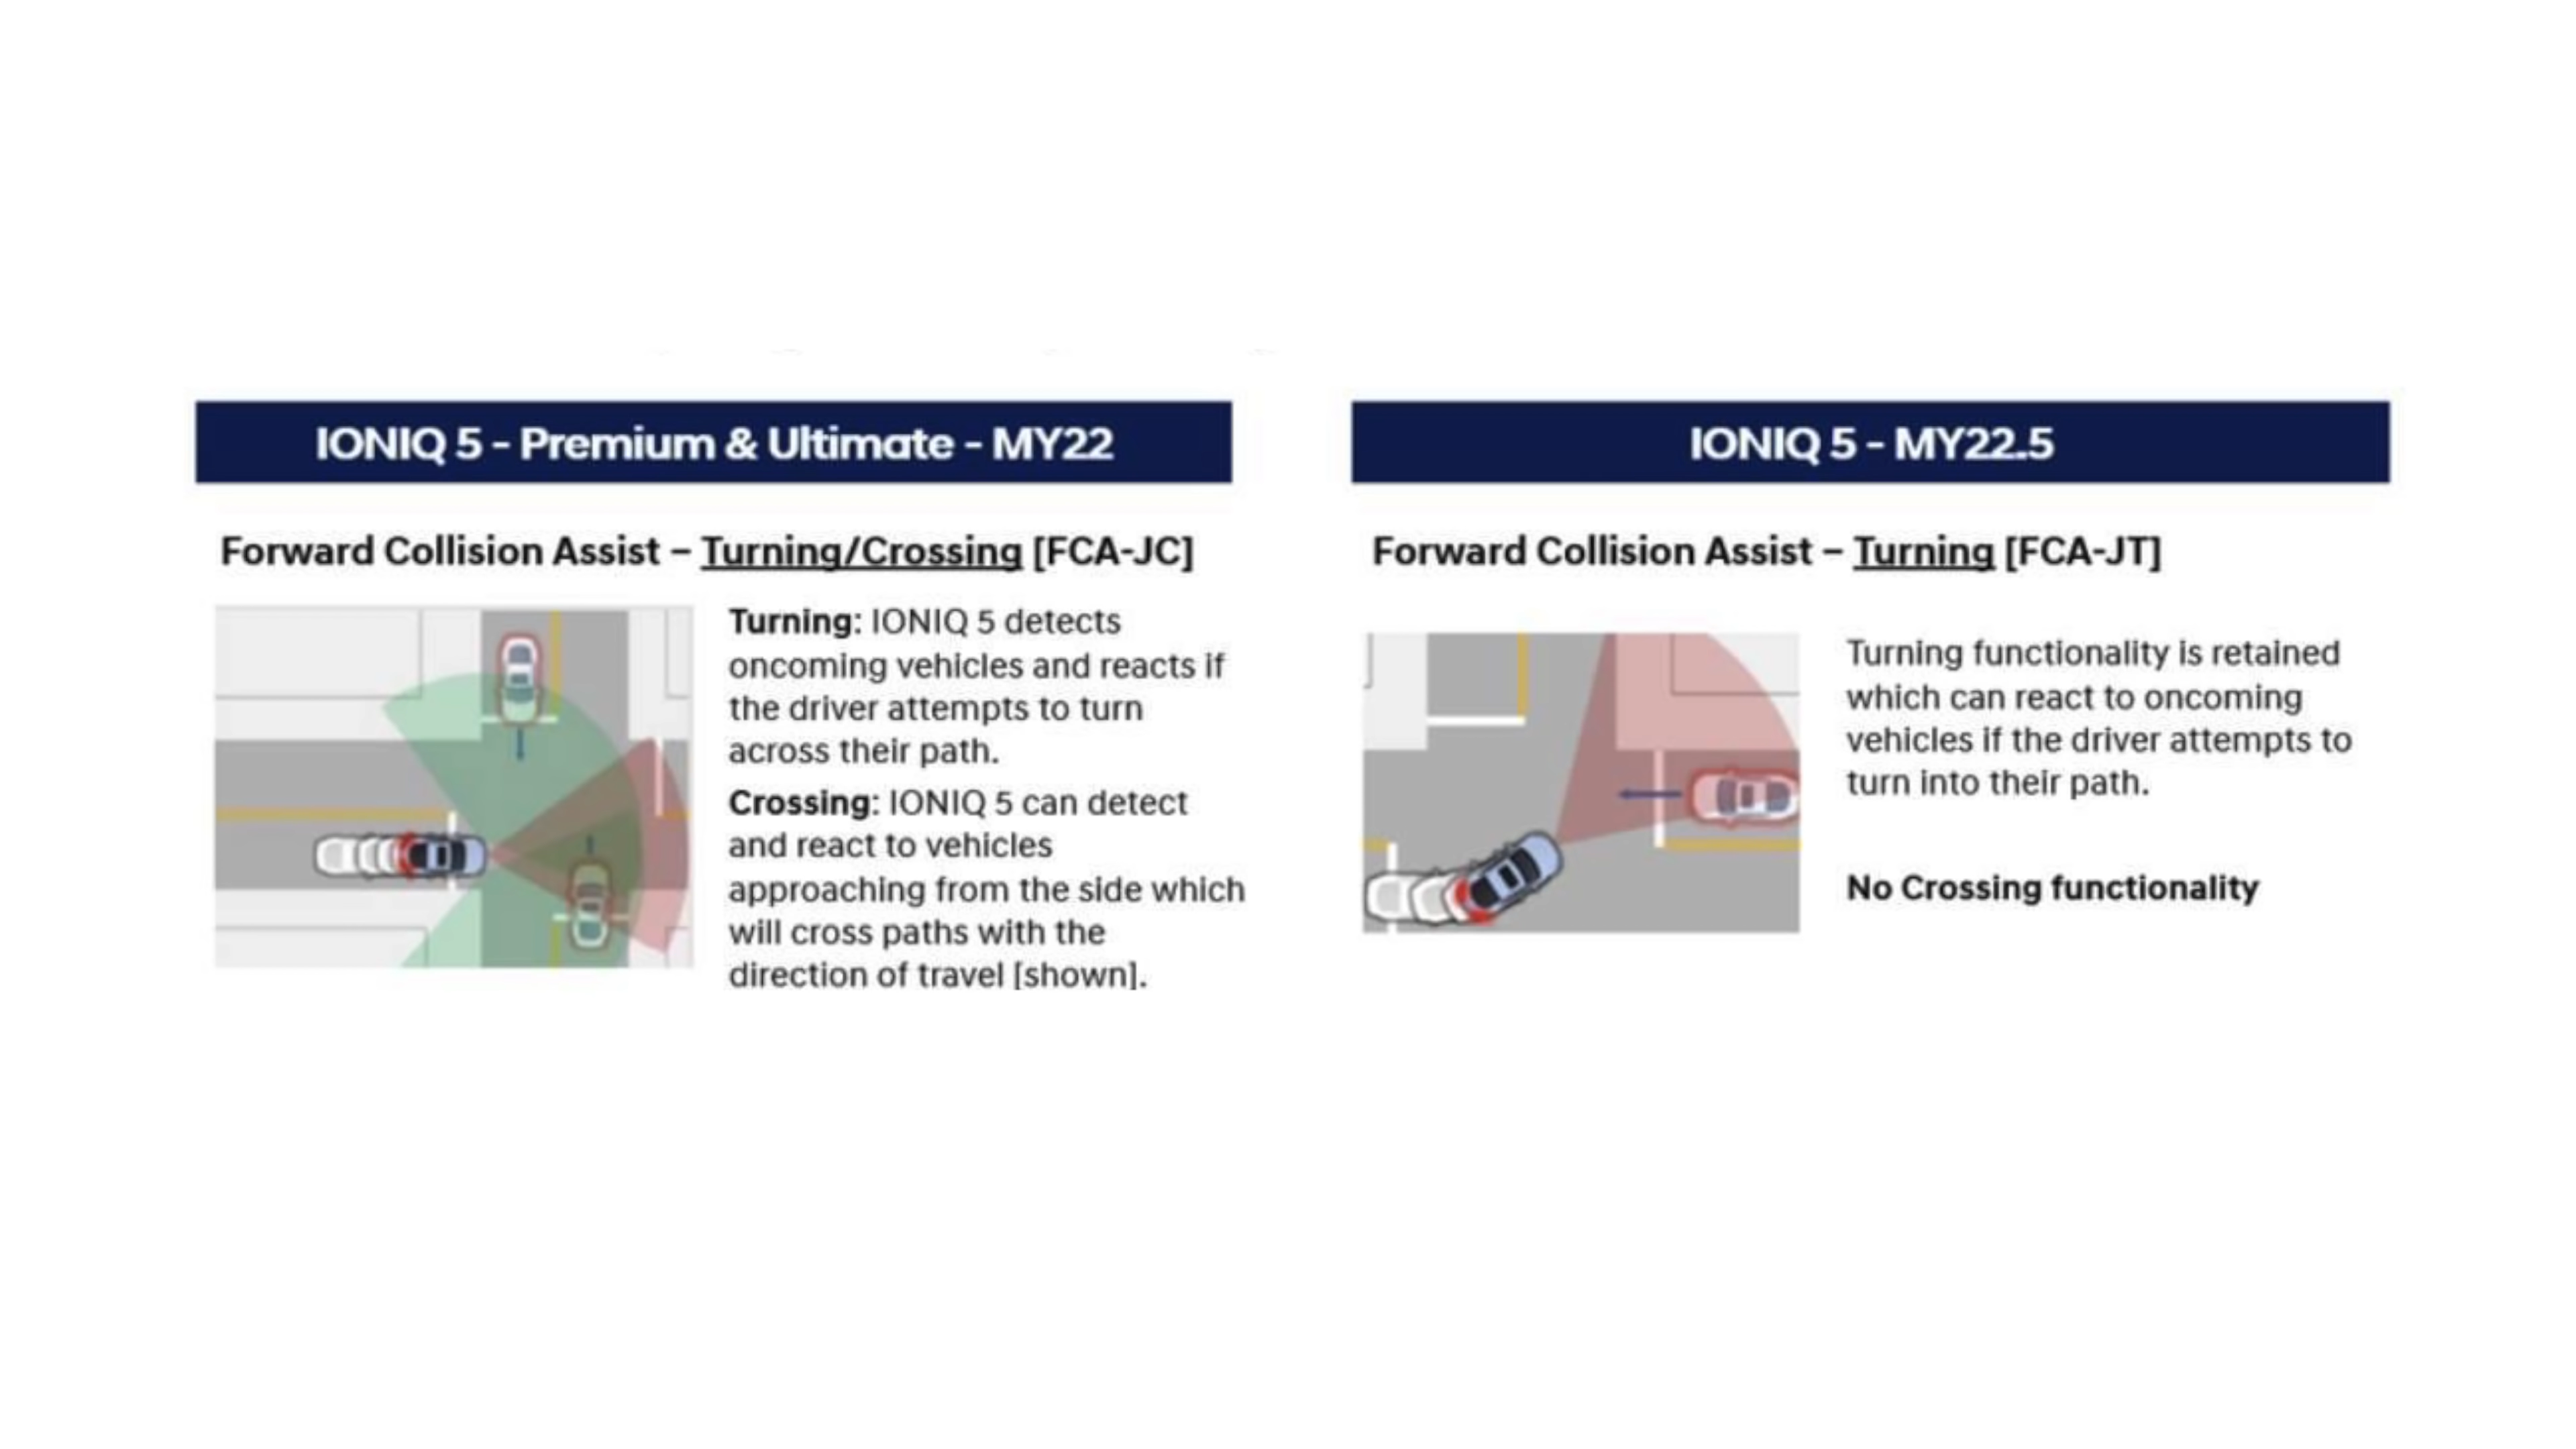 IONIQ 5 - Premium & Ultimate - MY22
Forward Collision Assist – Turning/Crossing [FCA-JC]
Turning: IONIQ 5 detects
oncoming vehicles and reacts if
the driver attempts to turn
across their path.
Crossing: IONIQ 5 can detect
and react to vehicles
approaching from the side which
will cross paths with the
direction of travel [shown].
IONIQ 5 - MY22.5
Forward Collision Assist – Turning [FCA-JT]
Turning functionality is retained
which can react to oncoming
vehicles if the driver attempts to
turn into their path.
No Crossing functionality